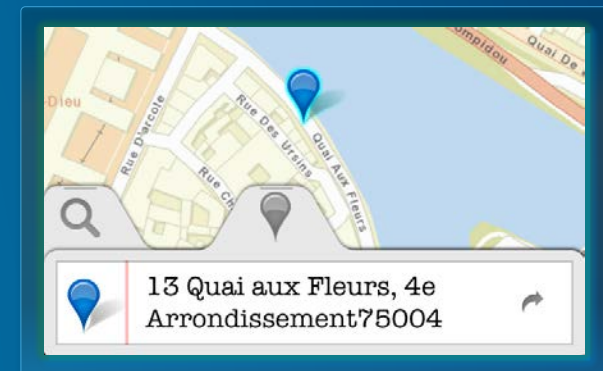 ompidou
Quai De
Dieu
Rue D'arcole
Rue Des Ursins
Quai Aux Fleurs
Rue Ch
13 Quai aux Fleurs, 4e
Arrondissement75004